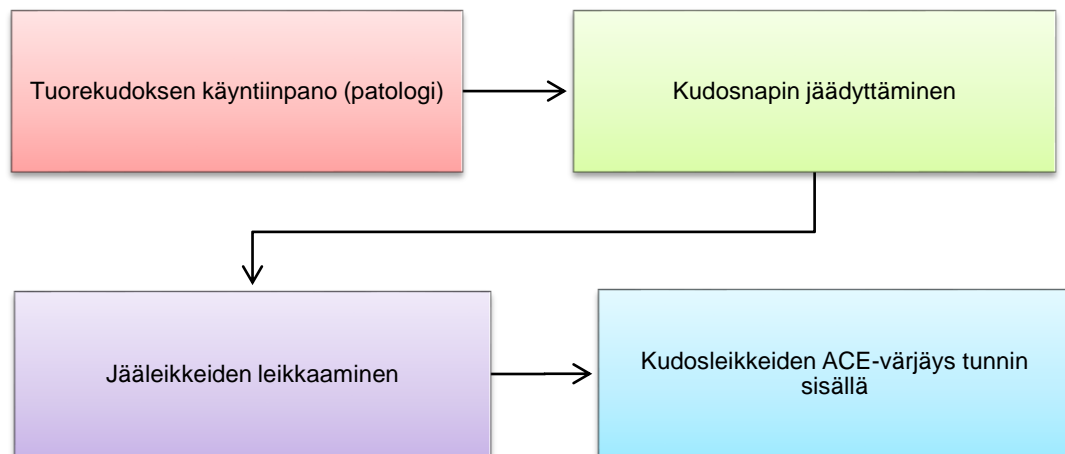 Tuorekudoksen käyntiinpano (patologi)
Kudosnapin jäädyttäminen
Jääleikkeiden leikkaaminen
Kudosleikkeiden ACE-värjäys tunnin
sisällä